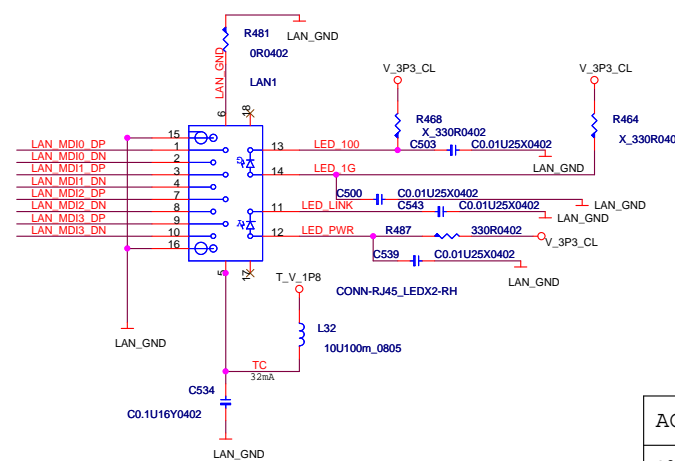 R481
0R0402
LAN_GND
LAN_GND
LAN1
V_3P3_CL
V_3P3_CL
R468
X_330R0402
R464
X_330R040
6
18
15
1
2
3
4
7
8
9
10
16
LAN_MDI0_DP
LAN_MDI0_DN
LAN_MDI1_DP
LAN_MDI1_DN
LAN_MDI2_DP
LAN_MDI2_DN
LAN_MDI3_DP
LAN_MDI3_DN
13
LED_100
C503
C0.01U25X0402
LAN_GND
14
LED_1G
C500
C0.01U25X0402
LAN_GND
11
LED_LINK
C543
C0.01U25X0402
LAN_GND
12
LED_PWR
R487
330R0402
V_3P3_CL
C539
C0.01U25X0402
LAN_GND
5
17
CONN-RJ45_LEDX2-RH
T_V_1P8
L32
10U100m_0805
LAN_GND
TC
32mA
C534
C0.1U16Y0402
LAN_GND